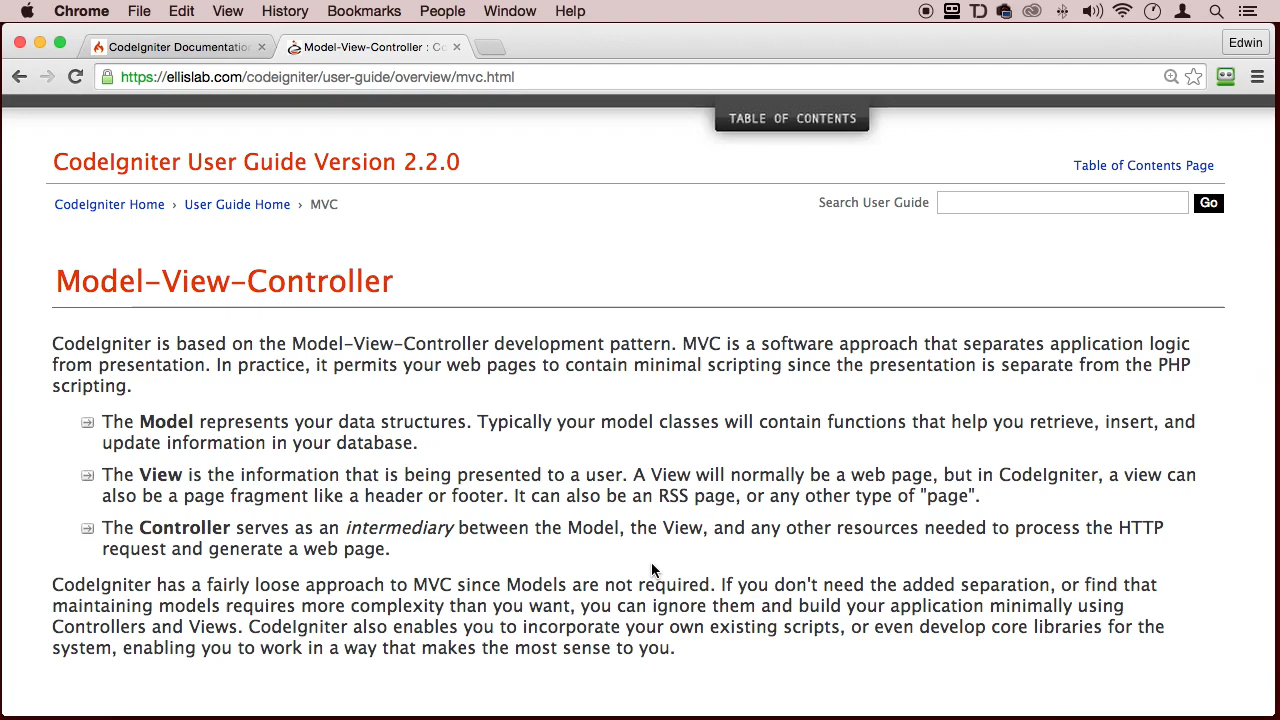 Chrome File Edit View History Bookmarks People Window Help
CodeIgniter Documentation
Model-View-Controller : Co
Edwin
https://ellislab.com/codeigniter/user-guide/overview/mvc.html
TABLE OF CONTENTS
CodeIgniter User Guide Version 2.2.0
Table of Contents Page
CodeIgniter Home › User Guide Home › MVC
Search User Guide
Go
Model-View-Controller
CodeIgniter is based on the Model-View-Controller development pattern. MVC is a software approach that separates application logic
from presentation. In practice, it permits your web pages to contain minimal scripting since the presentation is separate from the PHP
scripting.
The Model represents your data structures. Typically your model classes will contain functions that help you retrieve, insert, and
update information in your database.
The View is the information that is being presented to a user. A View will normally be a web page, but in CodeIgniter, a view can
also be a page fragment like a header or footer. It can also be an RSS page, or any other type of "page".
The Controller serves as an intermediary between the Model, the View, and any other resources needed to process the HTTP
request and generate a web page.
CodeIgniter has a fairly loose approach to MVC since Models are not required. If you don't need the added separation, or find that
maintaining models requires more complexity than you want, you can ignore them and build your application minimally using
Controllers and Views. CodeIgniter also enables you to incorporate your own existing scripts, or even develop core libraries for the
system, enabling you to work in a way that makes the most sense to you.